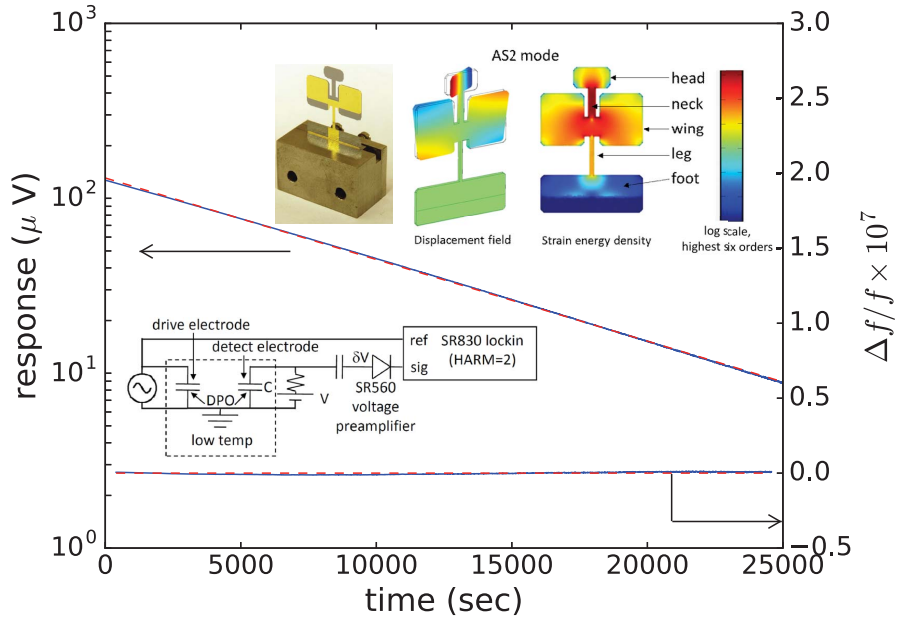 AS2 mode
head
neck
wing
leg
foot
Displacement field
Strain energy density
log scale,
highest six orders
drive electrode
detect electrode
δV
ref
sig
SR830 lockin
(HARM=2)
DPO
C
V
SR560
voltage
preamplifier
low temp
response (μ V)
10³
10²
10¹
10⁰
3.0
2.5
2.0
1.5
1.0
0.5
0.0
−0.5
Δf/f × 10⁷
0
5000
10000
15000
20000
25000
time (sec)